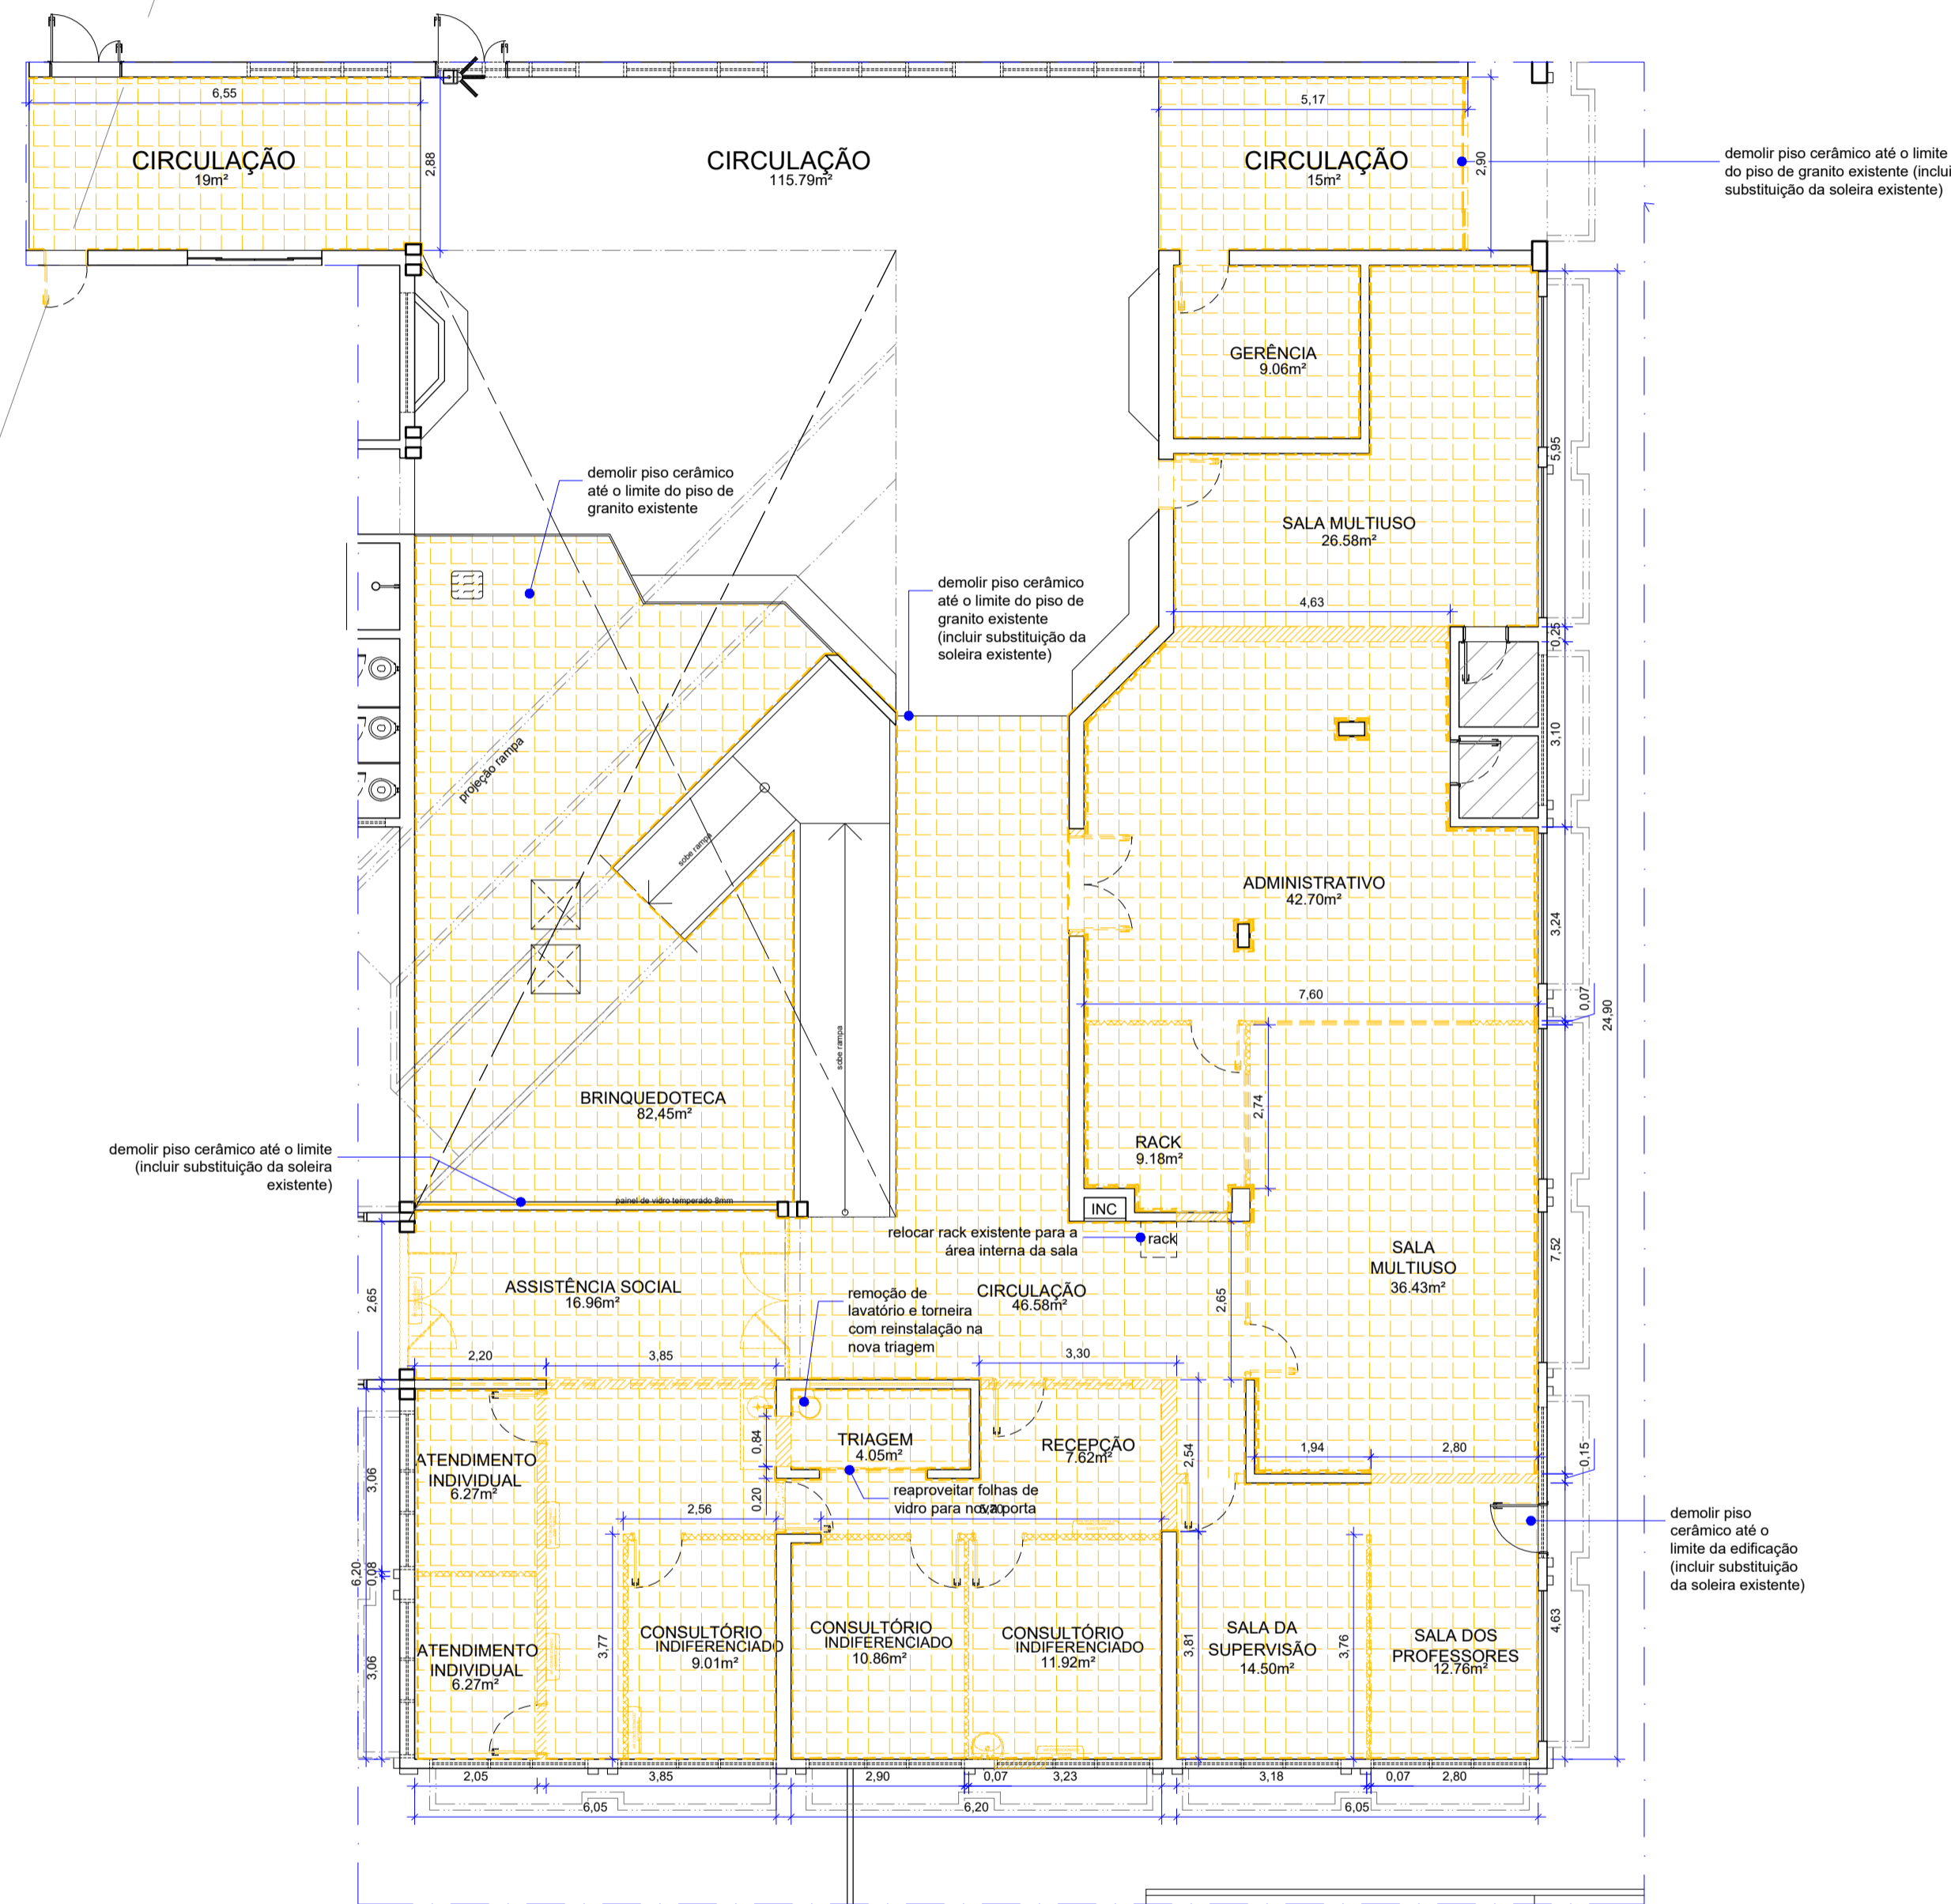 6,55
5,17
CIRCULAÇÃO
19m²
2,88
CIRCULAÇÃO
115.79m²
CIRCULAÇÃO
15m²
2,90
demolir piso cerâmico até o limite
do piso de granito existente (inclui
substituição da soleira existente)
GERÊNCIA
9.06m²
5,95
demolir piso cerâmico
até o limite do piso de
granito existente
SALA MULTIUSO
26.58m²
demolir piso cerâmico
até o limite do piso de
granito existente
(incluir substituição da
soleira existente)
4,63
0,25
3,10
projeção rampa
sobe rampa
ADMINISTRATIVO
42.70m²
3,24
7,60
0,07
24,90
sobe rampa
BRINQUEDOTECA
82,45m²
2,74
RACK
9.18m²
demolir piso cerâmico até o limite
(incluir substituição da soleira
existente)
painel de vidro temperado 8mm
INC
relocar rack existente para a
área interna da sala
rack
SALA
MULTIUSO
36.43m²
7,52
2,65
ASSISTÊNCIA SOCIAL
16.96m²
CIRCULAÇÃO
46.58m²
2,65
remoção de
lavatório e torneira
com reinstalação na
nova triagem
2,20
3,85
3,30
TRIAGEM
4.05m²
0,84
RECEPÇÃO
7.62m²
2,54
1,94
2,80
0,15
ATENDIMENTO
INDIVIDUAL
6.27m²
3,06
0,20
reaproveitar folhas de
vidro para nova porta
2,56
demolir piso
cerâmico até o
limite da edificação
(incluir substituição
da soleira existente)
6,20
0,08
3,06
ATENDIMENTO
INDIVIDUAL
6.27m²
3,77
CONSULTÓRIO
INDIFERENCIADO
9.01m²
CONSULTÓRIO
INDIFERENCIADO
10.86m²
CONSULTÓRIO
INDIFERENCIADO
11.92m²
3,81
SALA DA
SUPERVISÃO
14.50m²
3,76
SALA DOS
PROFESSORES
12.76m²
4,63
2,05
3,85
2,90
0,07
3,23
3,18
0,07
2,80
6,05
6,20
6,05